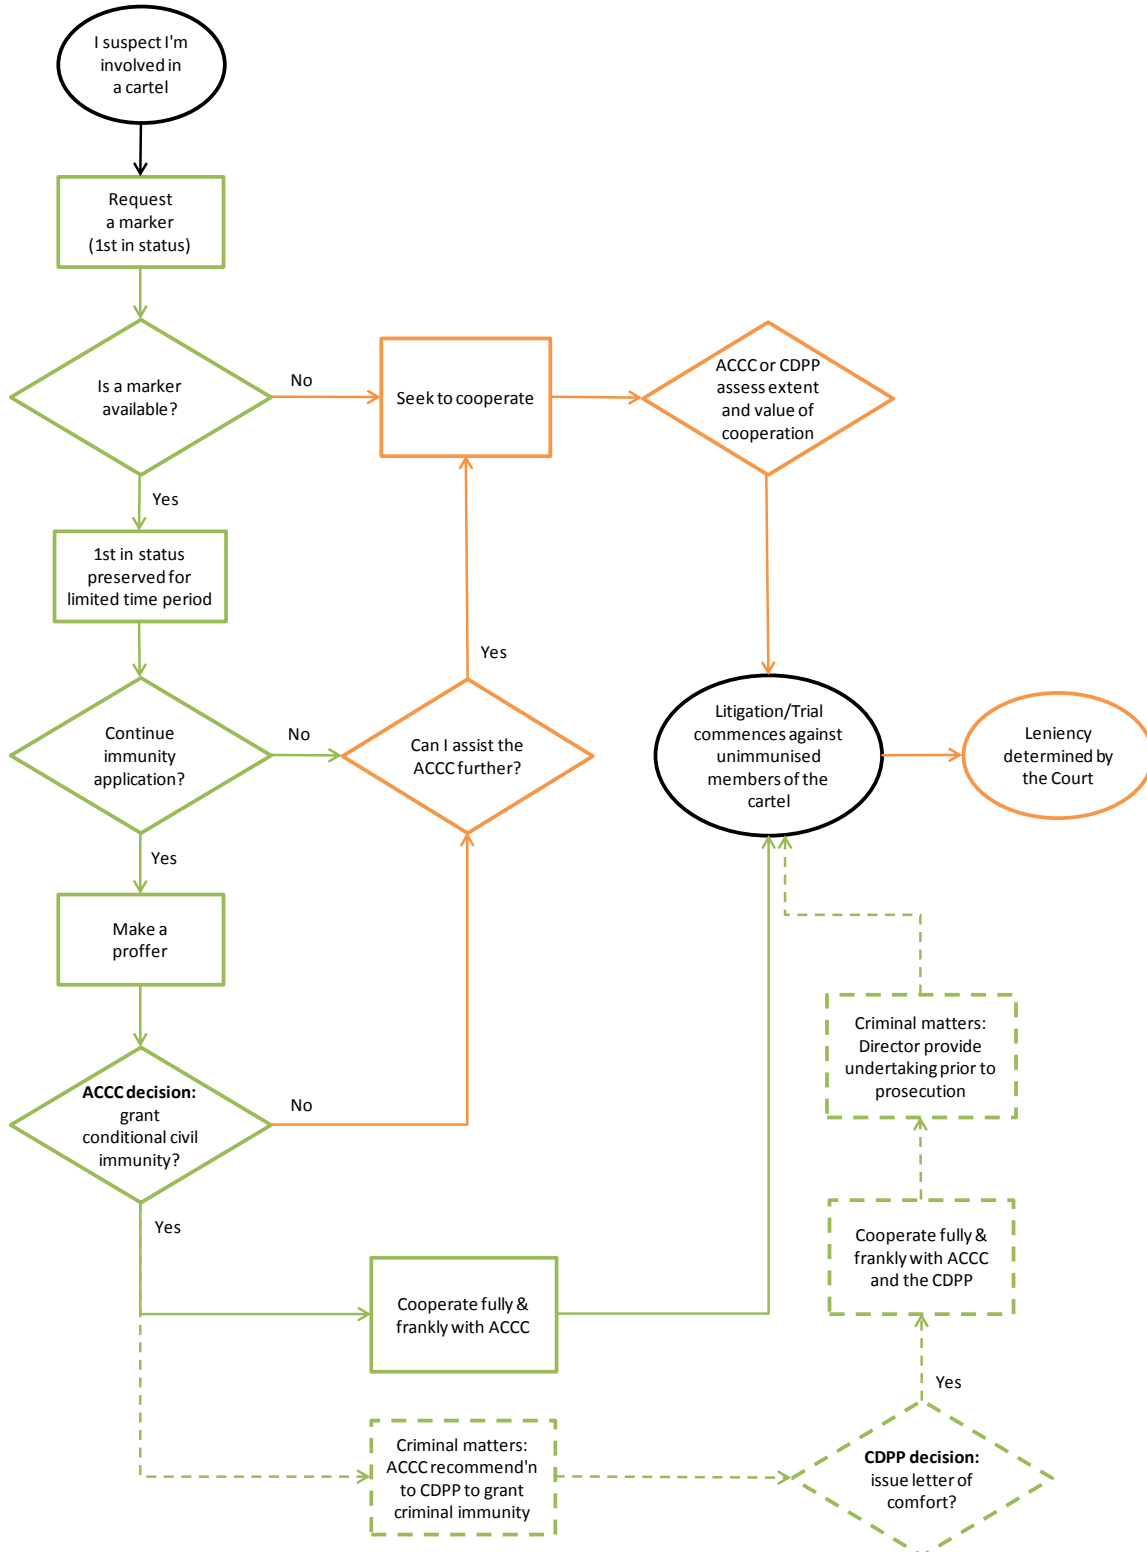 I suspect I'm
involved in
a cartel
Request
a marker
(1st in status)
Is a marker
available?
No
Seek to cooperate
ACCC or CDPP
assess extent
and value of
cooperation
Yes
1st in status
preserved for
limited time period
Continue
immunity
application?
No
Can I assist the
ACCC further?
Yes
Litigation/Trial
commences against
unimmunised
members of the
cartel
Leniency
determined by
the Court
Yes
Make a
proffer
ACCC decision:
grant
conditional civil
immunity?
No
Yes
Cooperate fully &
frankly with ACCC
Criminal matters:
Director provide
undertaking prior to
prosecution
Cooperate fully &
frankly with ACCC
and the CDPP
Yes
Criminal matters:
ACCC recommend'n
to CDPP to grant
criminal immunity
CDPP decision:
issue letter of
comfort?